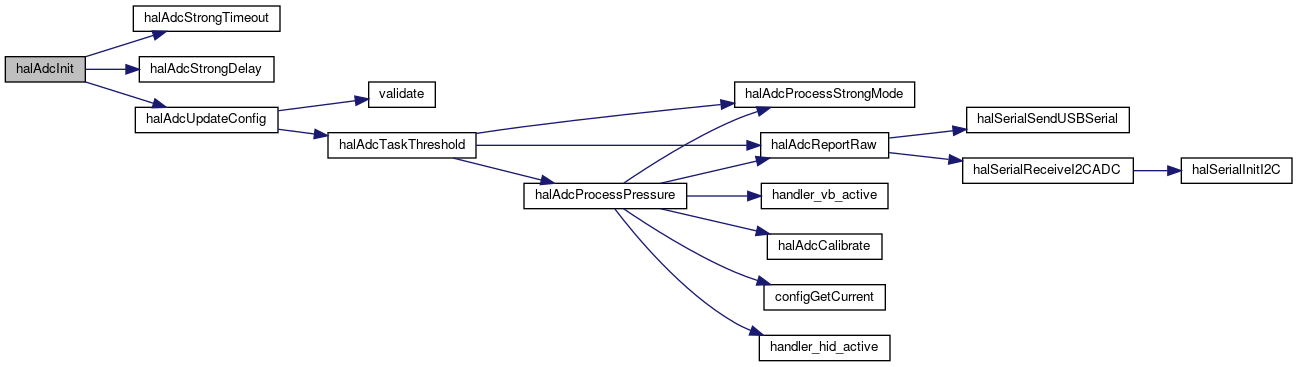 halAdcStrongTimeout
halAdcInit
halAdcStrongDelay
halAdcUpdateConfig
validate
halAdcTaskThreshold
halAdcProcessPressure
halAdcProcessStrongMode
halAdcReportRaw
handler_vb_active
halAdcCalibrate
configGetCurrent
handler_hid_active
halSerialSendUSBSerial
halSerialReceiveI2CADC
halSerialInitI2C